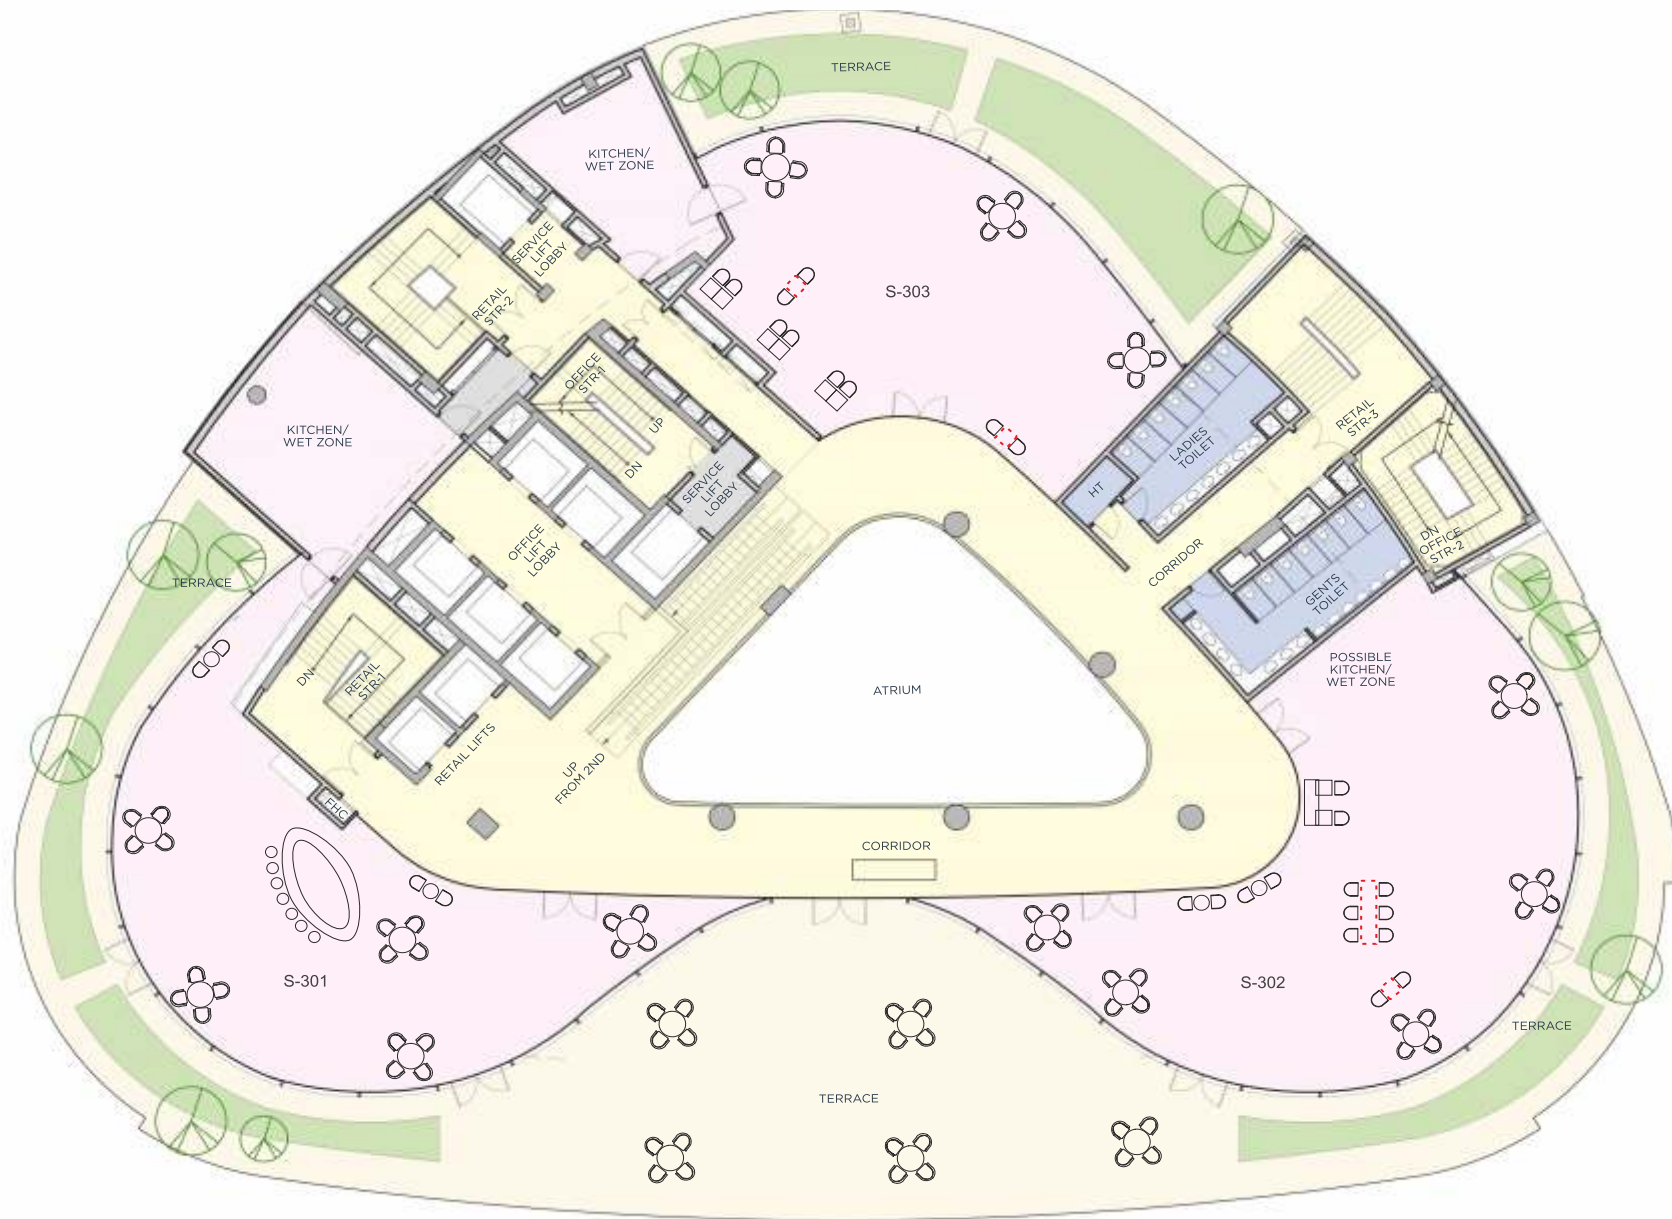 TERRACE
KITCHEN/
WET ZONE
SERVICE
LIFT
LOBBY
S-303
RETAIL
STR-2
OFFICE
STR-1
UP
DN
KITCHEN/
WET ZONE
SERVICE
LIFT
LOBBY
LADIES
TOILET
HT
RETAIL
STR-3
DN
OFFICE
STR-2
OFFICE
LIFT
LOBBY
CORRIDOR
GENTS
TOILET
TERRACE
DN
RETAIL
STR-1
POSSIBLE
KITCHEN/
WET ZONE
ATRIUM
RETAIL LIFTS
UP
FROM 2ND
FHC
CORRIDOR
S-301
S-302
TERRACE
TERRACE